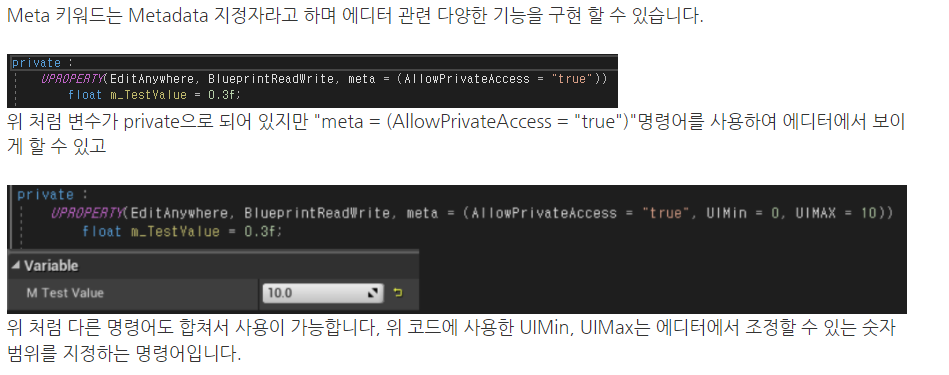 Meta 키워드는 Metadata 지정자라고 하며 에디터 관련 다양한 기능을 구현 할 수 있습니다.
private :
UPROPERTY(EditAnywhere, BlueprintReadWrite, meta = (AllowPrivateAccess = "true"))
float m_TestValue = 0.3f;
위 처럼 변수가 private으로 되어 있지만 "meta = (AllowPrivateAccess = "true")"명령어를 사용하여 에디터에서 보이
게 할 수 있고
private :
UPROPERTY(EditAnywhere, BlueprintReadWrite, meta = (AllowPrivateAccess = "true", UIMin = 0, UIMAX = 10))
float m_TestValue = 0.3f;
Variable
M Test Value 10.0
위 처럼 다른 명령어도 합쳐서 사용이 가능합니다, 위 코드에 사용한 UIMin, UIMax는 에디터에서 조정할 수 있는 숫자
범위를 지정하는 명령어입니다.